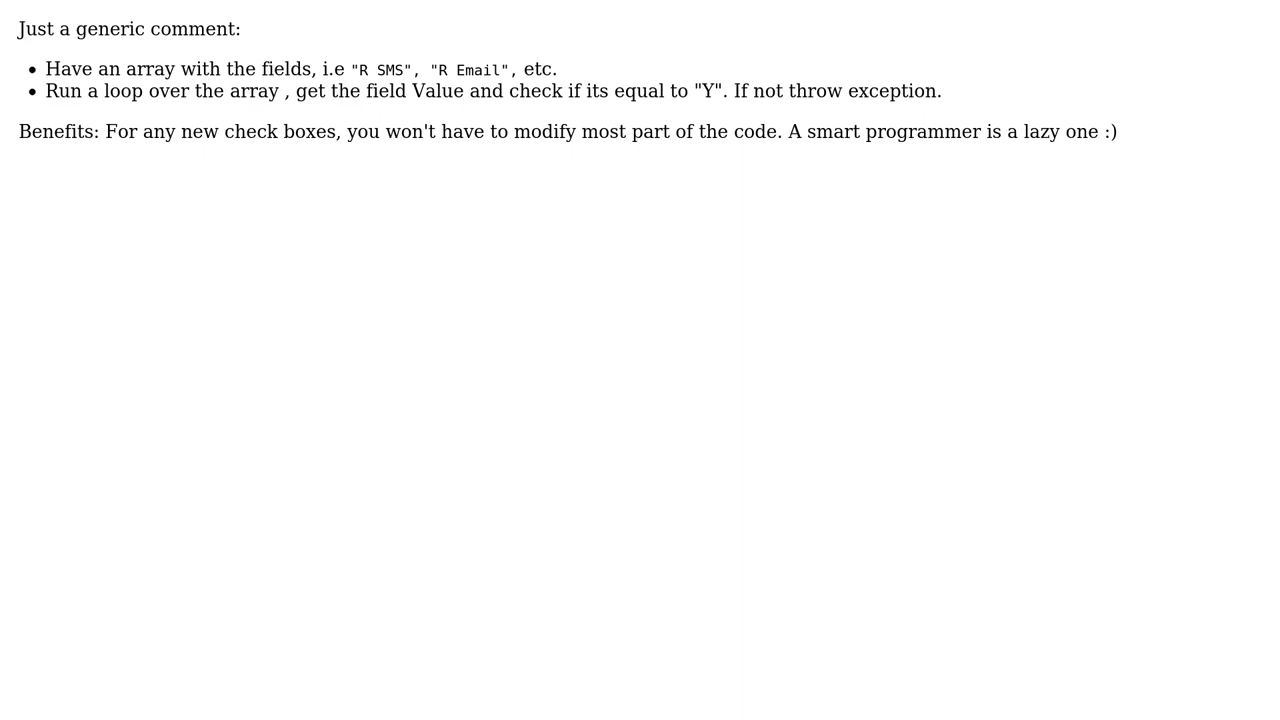 Just a generic comment:
• Have an array with the fields, i.e "R SMS", "R Email", etc.
• Run a loop over the array , get the field Value and check if its equal to "Y". If not throw exception.
Benefits: For any new check boxes, you won't have to modify most part of the code. A smart programmer is a lazy one :)